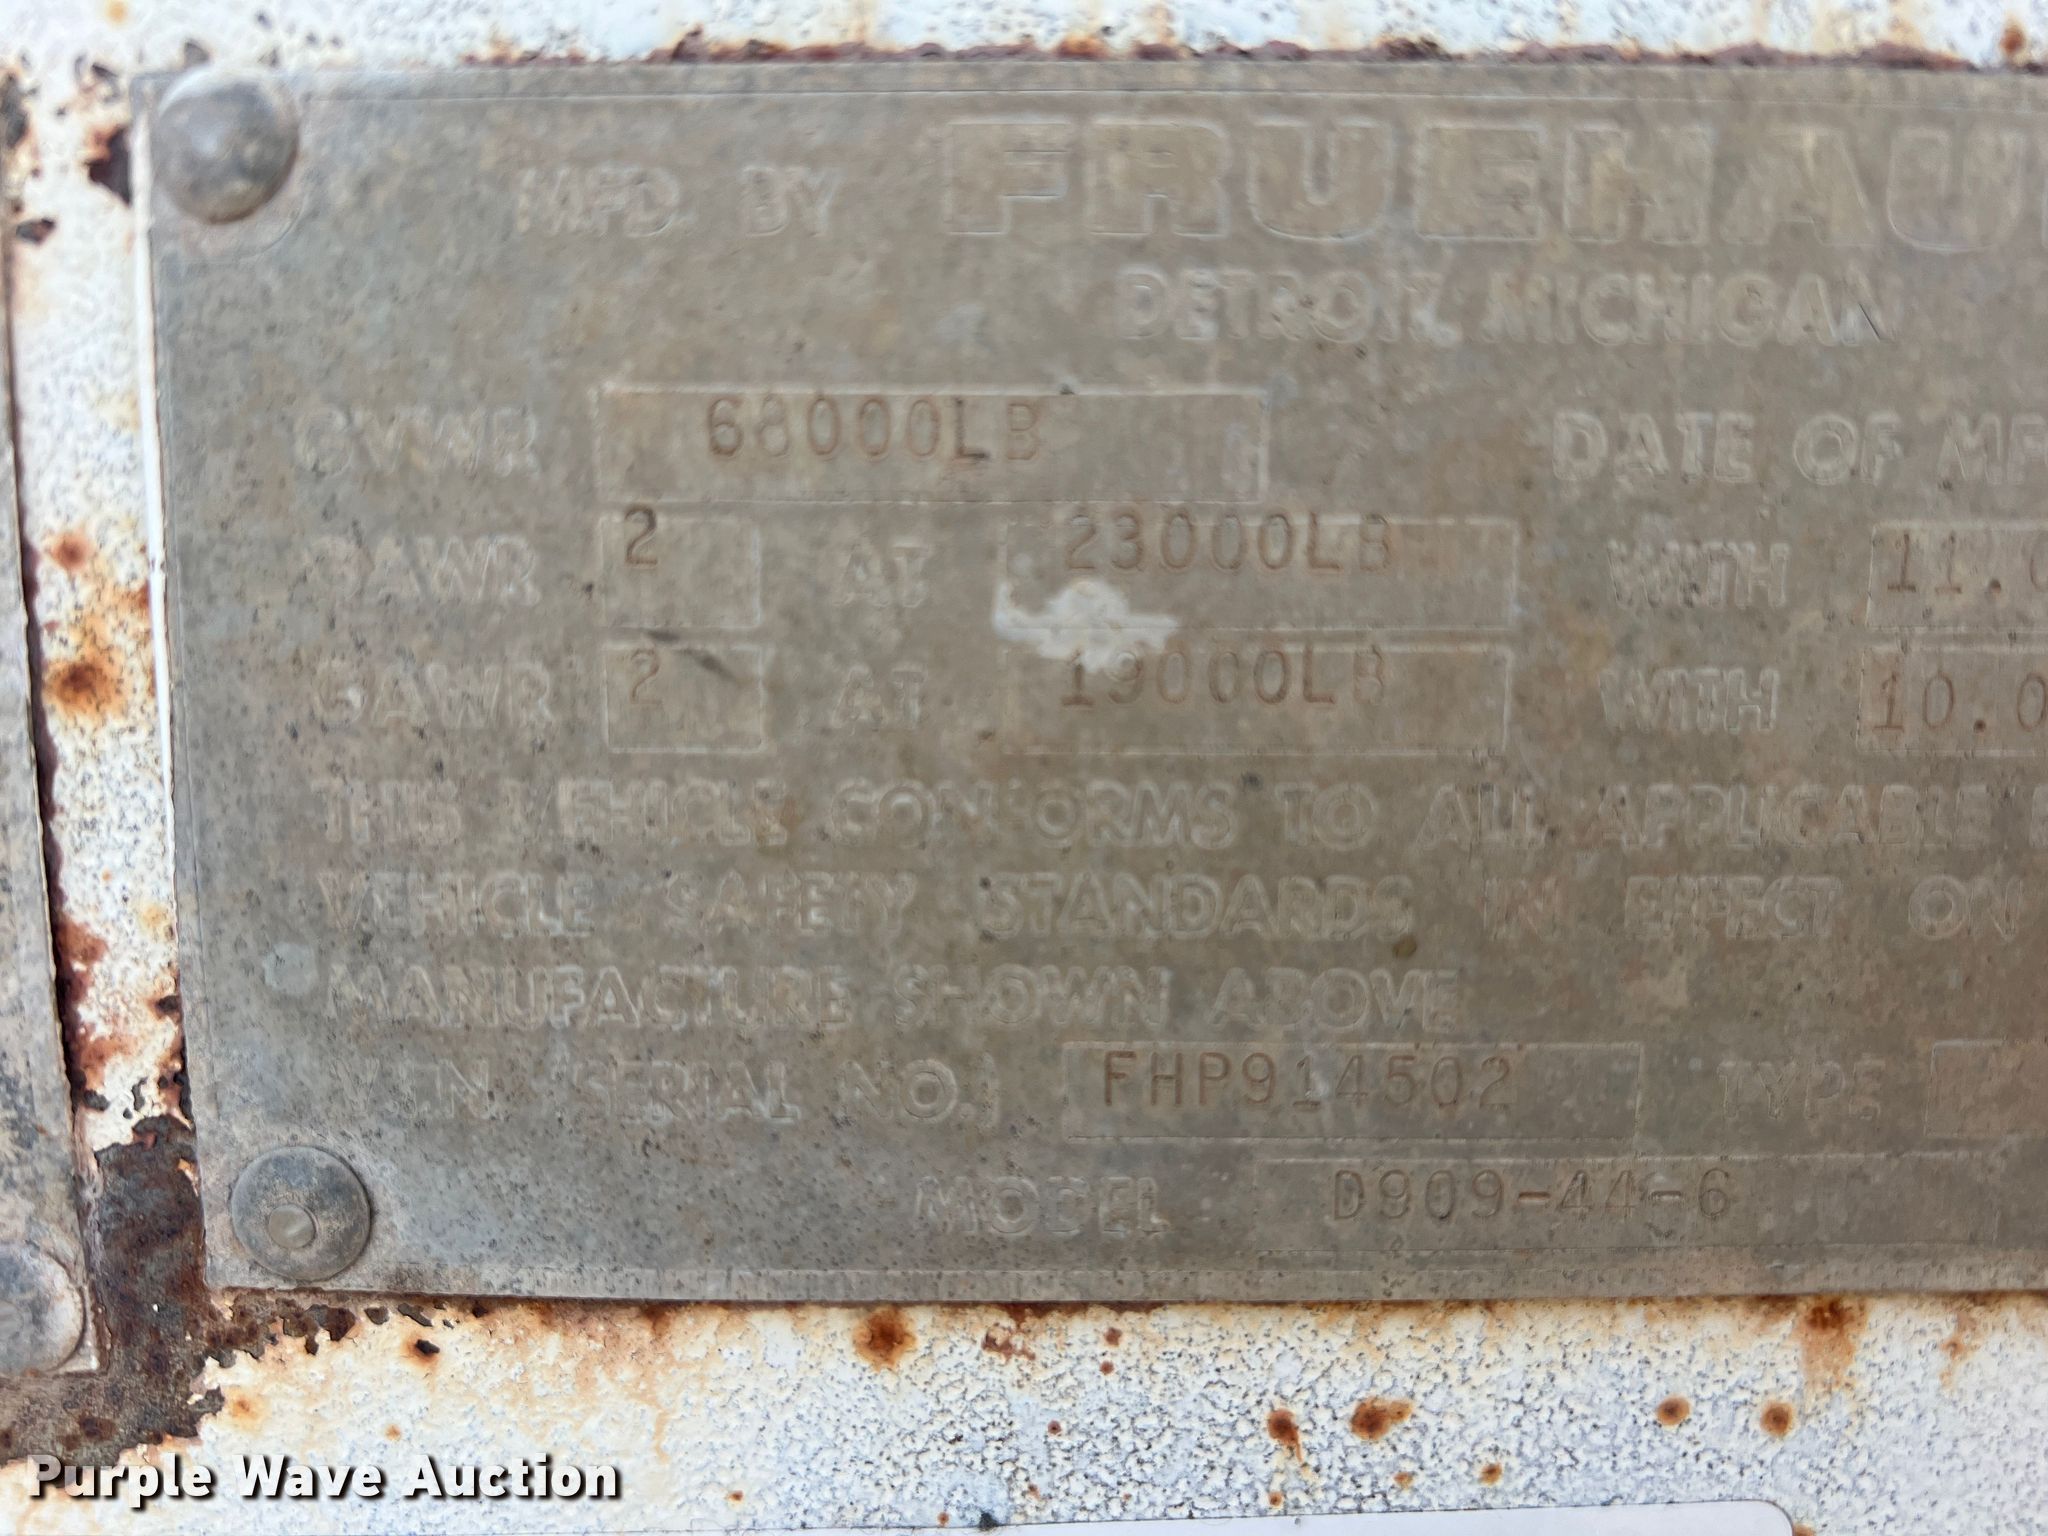 MFD. BY FRUEHAU
DETROIT, MICHIGAN
GVWR 68000LB DATE OF MF
GAWR 2 AT 23000LB WITH 11.0
GAWR 2 AT 19000LB WITH 10.0
THIS VEHICLE CONFORMS TO ALL APPLICABLE
VEHICLE SAFETY STANDARDS IN EFFECT ON
MANUFACTURE SHOWN ABOVE
V.I.N. (SERIAL NO.) FHP914502 TYPE
MODEL D909-44-6
Purple Wave Auction